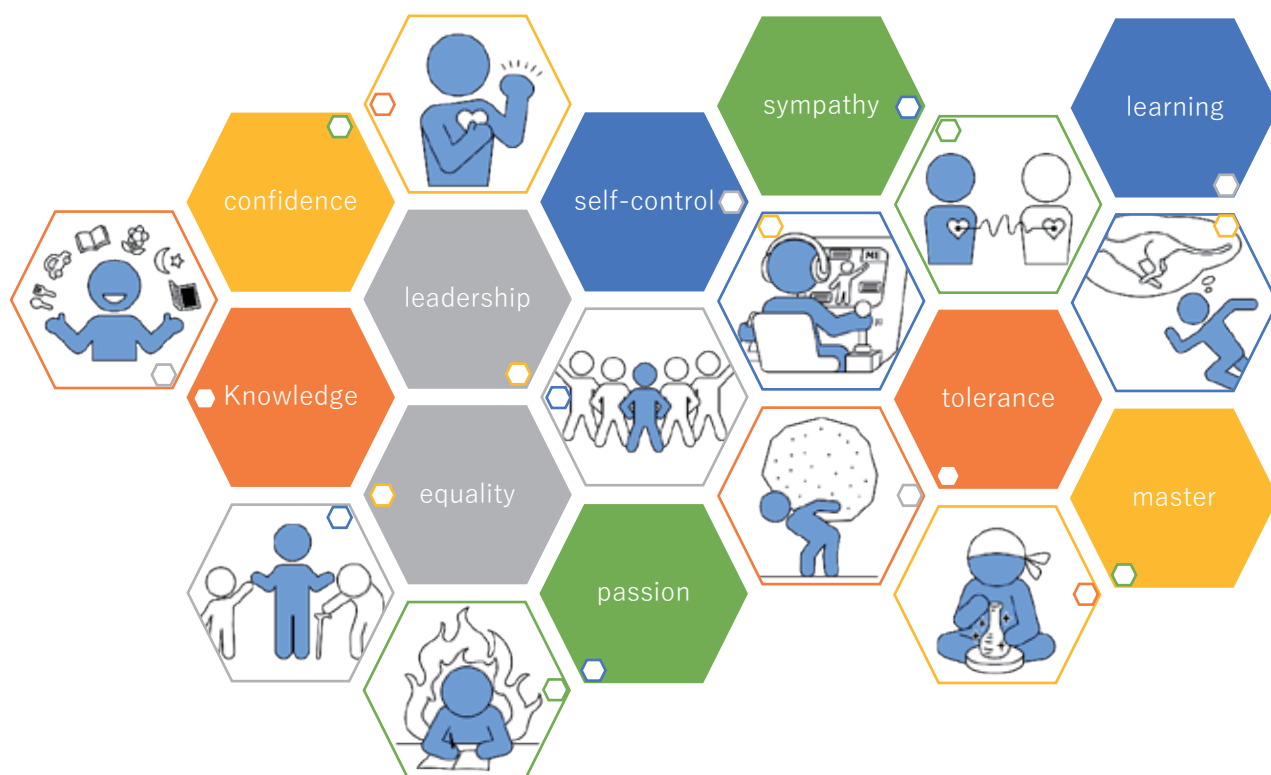 sympathy
learning
confidence
self-control
leadership
Knowledge
tolerance
equality
master
passion